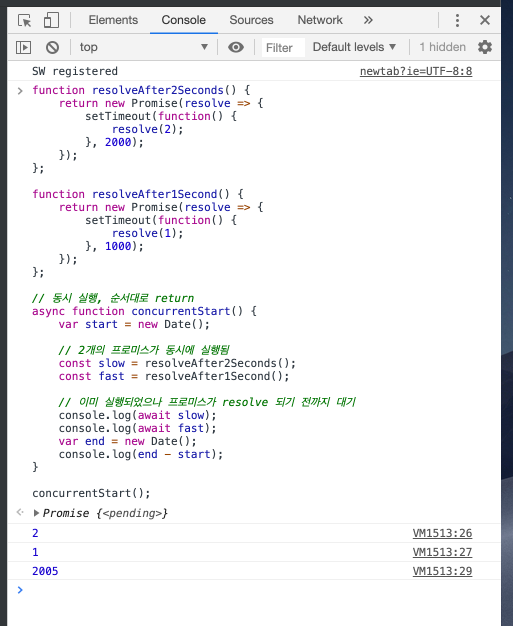 Elements Console Sources Network »
top Filter Default levels 1 hidden
SW registered newtab?ie=UTF-8:8
function resolveAfter2Seconds() {
    return new Promise(resolve => {
        setTimeout(function() {
            resolve(2);
        }, 2000);
    });
};
function resolveAfter1Second() {
    return new Promise(resolve => {
        setTimeout(function() {
            resolve(1);
        }, 1000);
    });
};
// 동시 실행, 순서대로 return
async function concurrentStart() {
    var start = new Date();
    // 2개의 프로미스가 동시에 실행됨
    const slow = resolveAfter2Seconds();
    const fast = resolveAfter1Second();
    // 이미 실행되었으나 프로미스가 resolve 되기 전까지 대기
    console.log(await slow);
    console.log(await fast);
    var end = new Date();
    console.log(end - start);
}
concurrentStart();
Promise {<pending>}
2 VM1513:26
1 VM1513:27
2005 VM1513:29